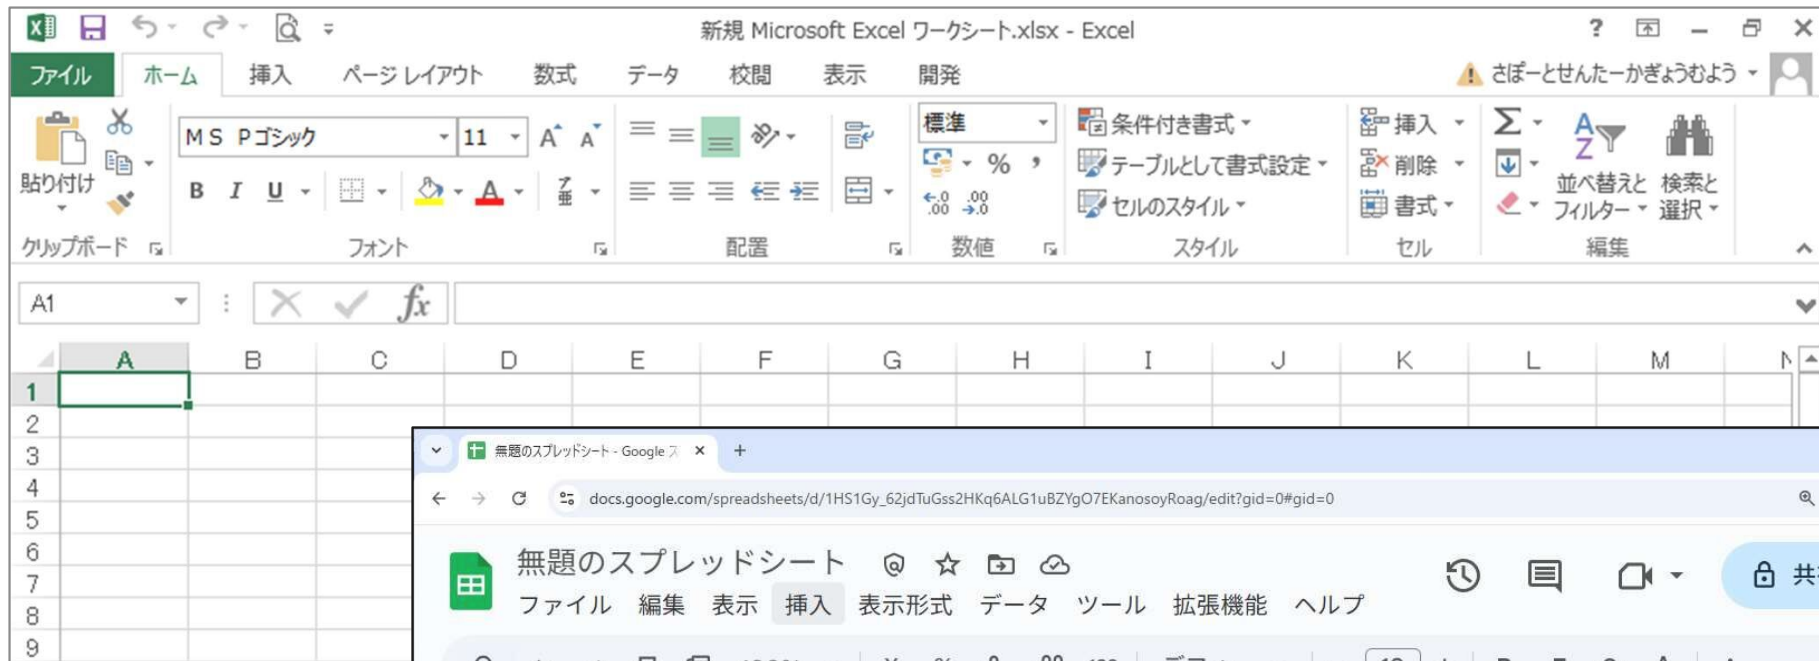 新規 Microsoft Excel ワークシート.xlsx - Excel
ファイル ホーム 挿入 ページ レイアウト 数式 データ 校閲 表示 開発 さぽーとせんたーかぎょうむよう
MS Pゴシック 11 A A 標準 条件付き書式 挿入 Σ A Z
貼り付け % , テーブルとして書式設定 削除 並べ替えと フィルター 検索と 選択
B I U A ア 亜 .0 .00 .00 .0 セルのスタイル 書式
クリップボード フォント 配置 数値 スタイル セル 編集
A1 fx
A B C D E F G H I J K L M
1
2
3
4
5
6
7
8
9
無題のスプレッドシート - Google ス
docs.google.com/spreadsheets/d/1HS1Gy_62jdTuGss2HKq6ALG1uBZYgO7EKanosoyRoag/edit?gid=0#gid=0
無題のスプレッドシート
ファイル 編集 表示 挿入 表示形式 データ ツール 拡張機能 ヘルプ